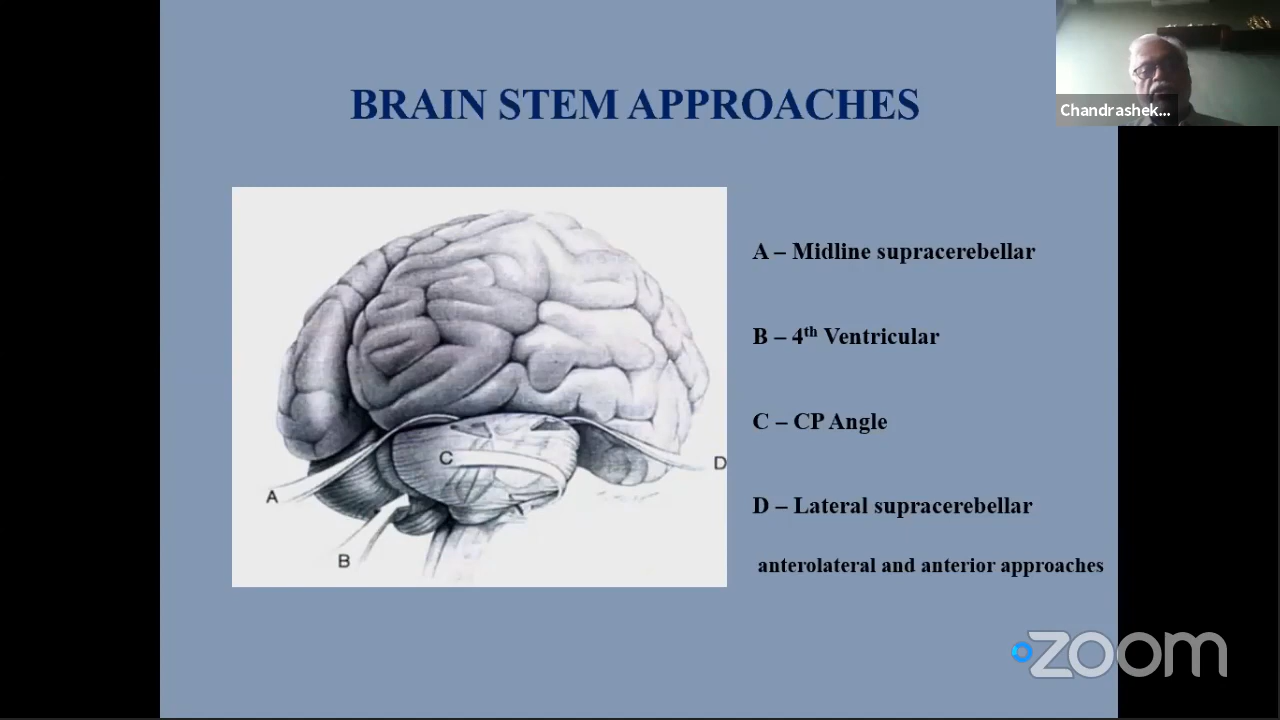 BRAIN STEM APPROACHES
Chandrashek...
A – Midline supracerebellar
B – 4th Ventricular
C – CP Angle
D – Lateral supracerebellar
anterolateral and anterior approaches
C
D
A
B
zoom